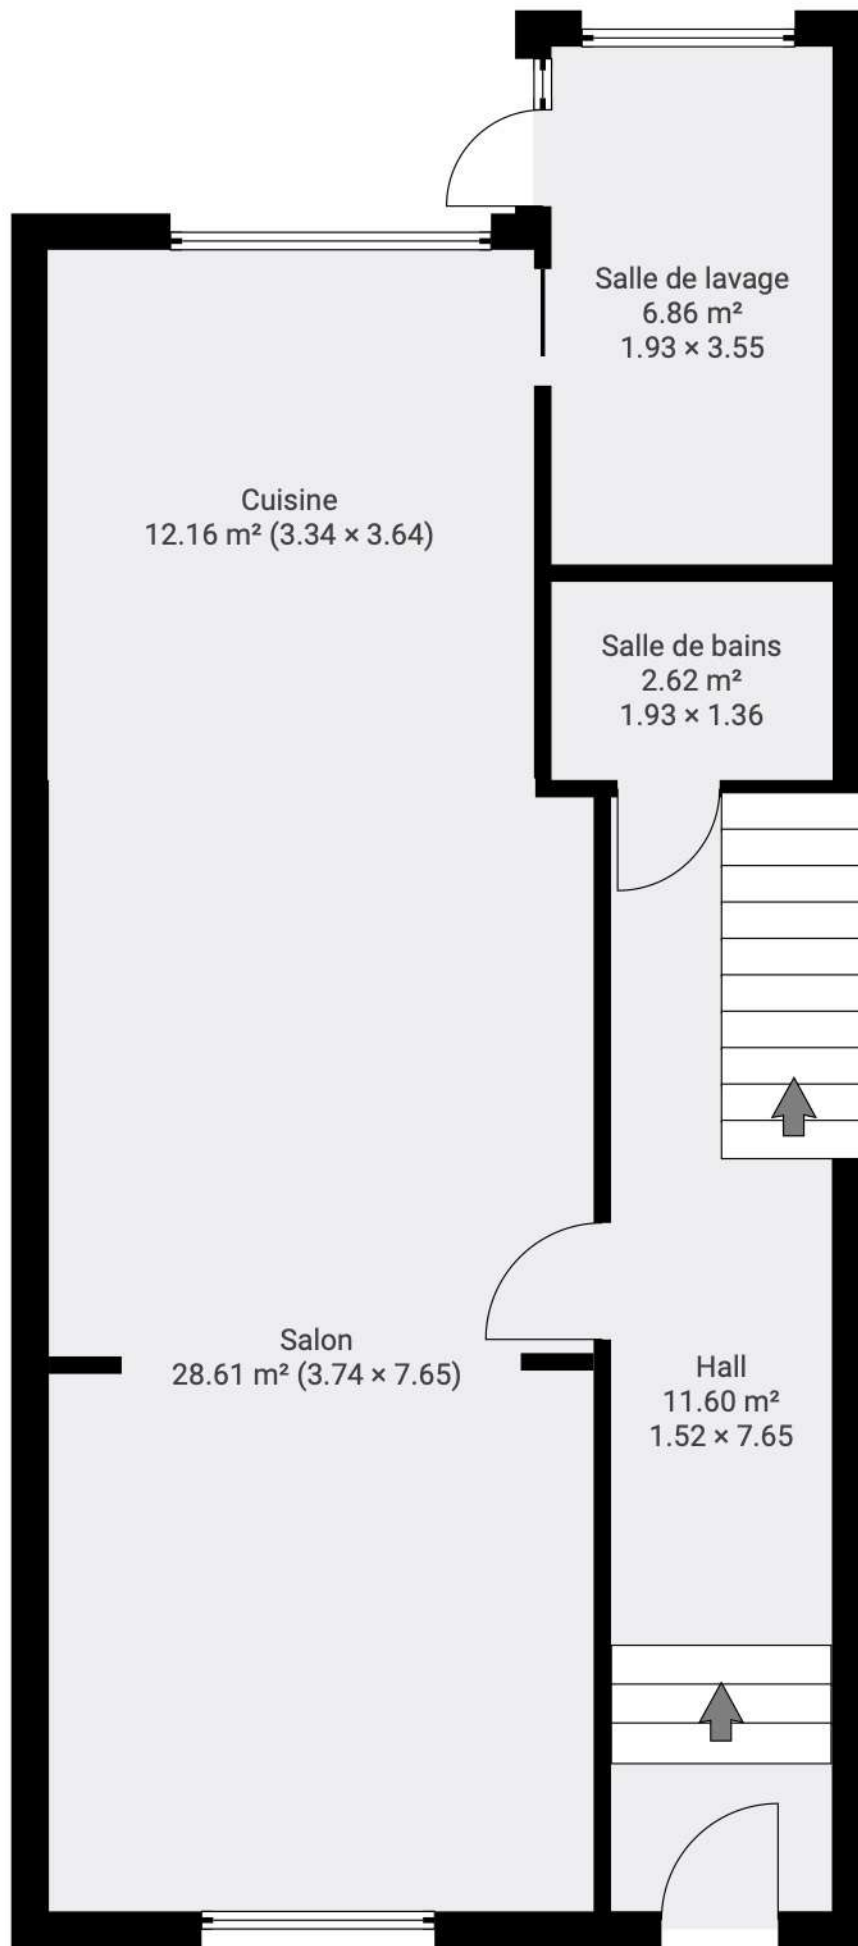 Salle de lavage
6.86 m²
1.93 × 3.55
Cuisine
12.16 m² (3.34 × 3.64)
Salle de bains
2.62 m²
1.93 × 1.36
Salon
28.61 m² (3.74 × 7.65)
Hall
11.60 m²
1.52 × 7.65